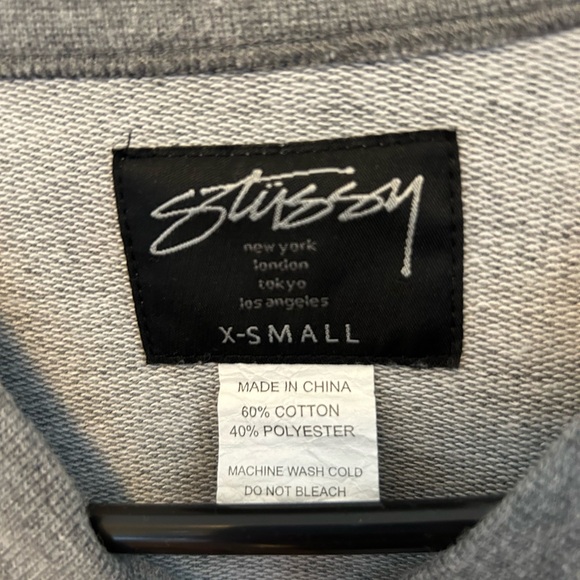 stüssy
new york
london
tokyo
los angeles
X-SMALL
MADE IN CHINA
60% COTTON
40% POLYESTER
MACHINE WASH COLD
DO NOT BLEACH